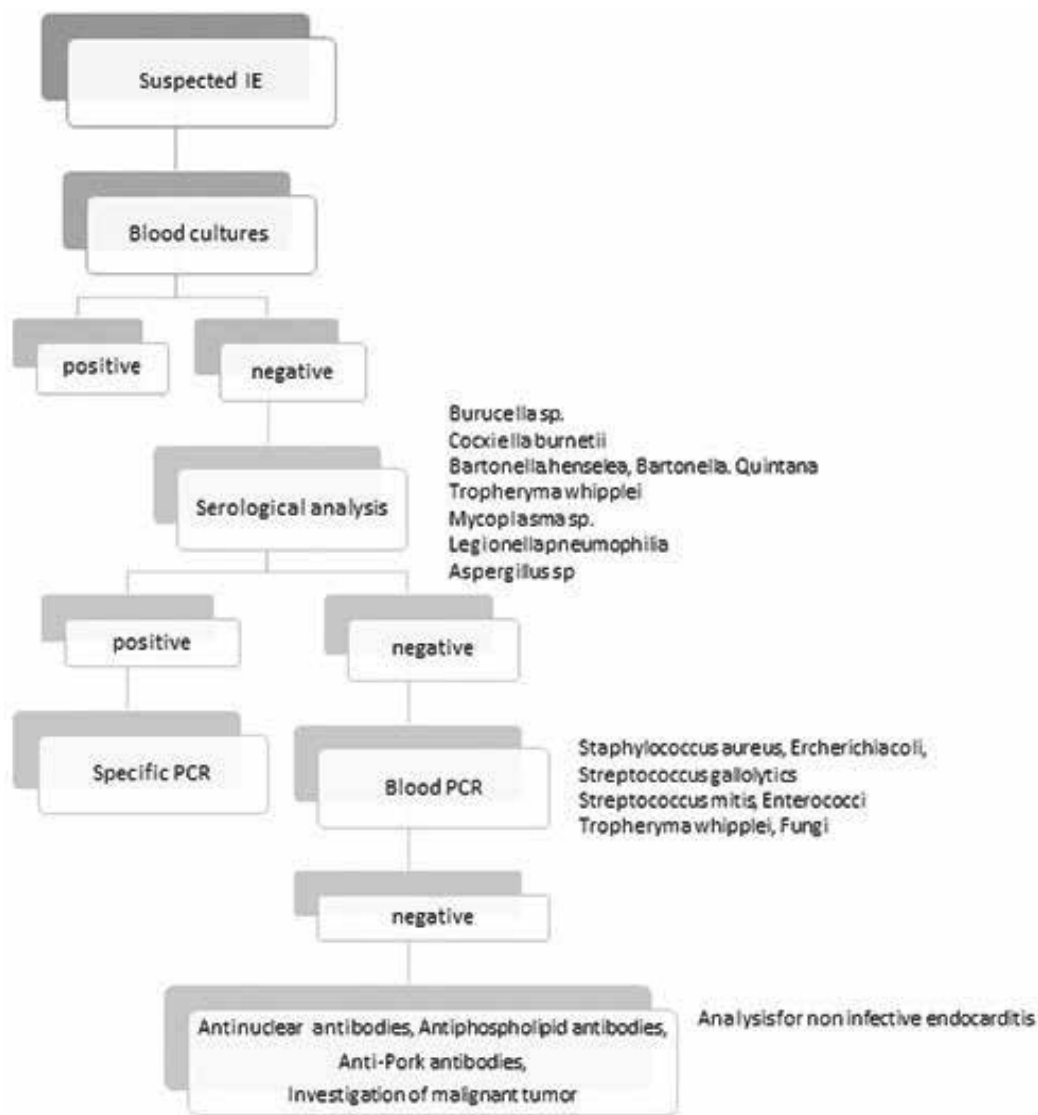 Suspected IE
Blood cultures
positive
negative
Burucella sp.
Cocxiella burnetii
Bartonella.henselea, Bartonella. Quintana
Tropheryma whipplei
Mycoplasma sp.
Legionella pneumophilia
Aspergillus sp
Serological analysis
positive
negative
Specific PCR
Blood PCR
Staphylococcus aureus, Ercherichia coli,
Streptococcus gallolytics
Streptococcus mitis, Enterococci
Tropheryma whipplei, Fungi
negative
Antinuclear antibodies, Antiphospholipid antibodies,
Anti-Pork antibodies,
Investigation of malignant tumor
Analysis for non infective endocarditis